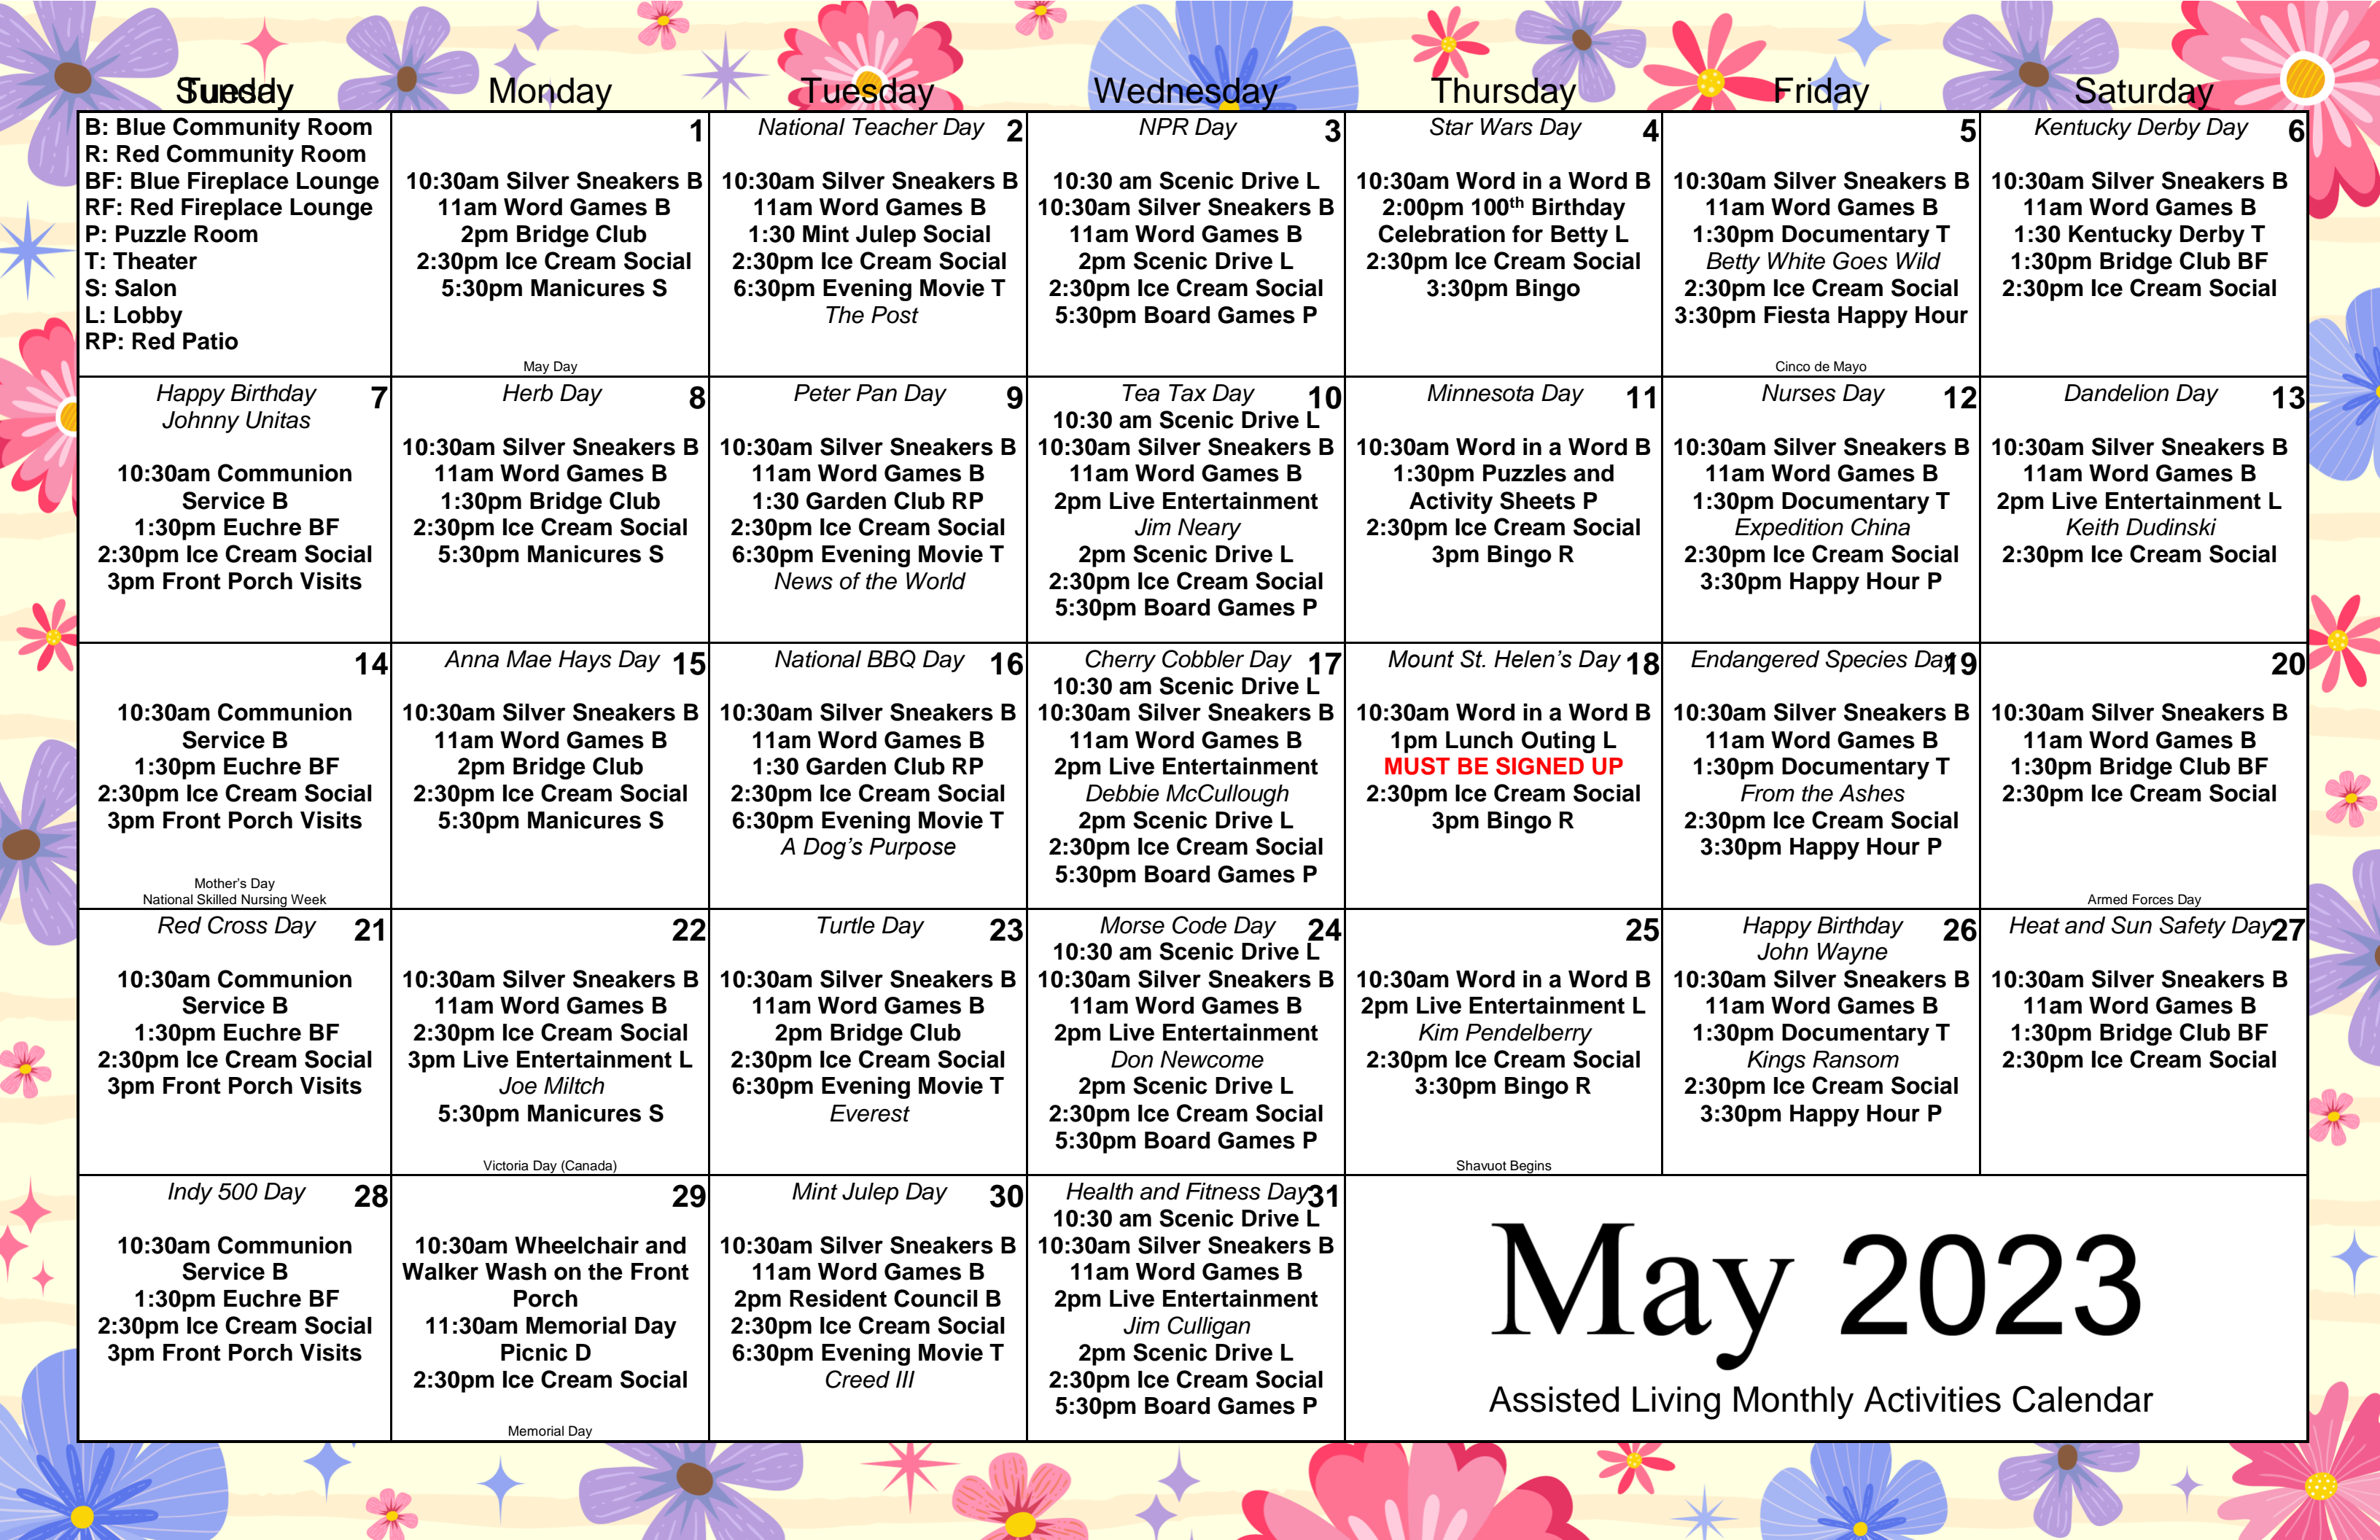 Sunday
Tuesday
Monday
Tuesday
Wednesday
Thursday
Friday
Saturday
B: Blue Community Room
R: Red Community Room
BF: Blue Fireplace Lounge
RF: Red Fireplace Lounge
P: Puzzle Room
T: Theater
S: Salon
L: Lobby
RP: Red Patio
1
10:30am Silver Sneakers B
11am Word Games B
2pm Bridge Club
2:30pm Ice Cream Social
5:30pm Manicures S
May Day
National Teacher Day 2
10:30am Silver Sneakers B
11am Word Games B
1:30 Mint Julep Social
2:30pm Ice Cream Social
6:30pm Evening Movie T
The Post
NPR Day 3
10:30 am Scenic Drive L
10:30am Silver Sneakers B
11am Word Games B
2pm Scenic Drive L
2:30pm Ice Cream Social
5:30pm Board Games P
Star Wars Day 4
10:30am Word in a Word B
2:00pm 100th Birthday
Celebration for Betty L
2:30pm Ice Cream Social
3:30pm Bingo
5
10:30am Silver Sneakers B
11am Word Games B
1:30pm Documentary T
Betty White Goes Wild
2:30pm Ice Cream Social
3:30pm Fiesta Happy Hour
Cinco de Mayo
Kentucky Derby Day 6
10:30am Silver Sneakers B
11am Word Games B
1:30 Kentucky Derby T
1:30pm Bridge Club BF
2:30pm Ice Cream Social
Happy Birthday 7
Johnny Unitas
10:30am Communion
Service B
1:30pm Euchre BF
2:30pm Ice Cream Social
3pm Front Porch Visits
Herb Day 8
10:30am Silver Sneakers B
11am Word Games B
1:30pm Bridge Club
2:30pm Ice Cream Social
5:30pm Manicures S
Peter Pan Day 9
10:30am Silver Sneakers B
11am Word Games B
1:30 Garden Club RP
2:30pm Ice Cream Social
6:30pm Evening Movie T
News of the World
Tea Tax Day 10
10:30 am Scenic Drive L
10:30am Silver Sneakers B
11am Word Games B
2pm Live Entertainment
Jim Neary
2pm Scenic Drive L
2:30pm Ice Cream Social
5:30pm Board Games P
Minnesota Day 11
10:30am Word in a Word B
1:30pm Puzzles and
Activity Sheets P
2:30pm Ice Cream Social
3pm Bingo R
Nurses Day 12
10:30am Silver Sneakers B
11am Word Games B
1:30pm Documentary T
Expedition China
2:30pm Ice Cream Social
3:30pm Happy Hour P
Dandelion Day 13
10:30am Silver Sneakers B
11am Word Games B
2pm Live Entertainment L
Keith Dudinski
2:30pm Ice Cream Social
14
10:30am Communion
Service B
1:30pm Euchre BF
2:30pm Ice Cream Social
3pm Front Porch Visits
Mother's Day
National Skilled Nursing Week
Anna Mae Hays Day 15
10:30am Silver Sneakers B
11am Word Games B
2pm Bridge Club
2:30pm Ice Cream Social
5:30pm Manicures S
National BBQ Day 16
10:30am Silver Sneakers B
11am Word Games B
1:30 Garden Club RP
2:30pm Ice Cream Social
6:30pm Evening Movie T
A Dog's Purpose
Cherry Cobbler Day 17
10:30 am Scenic Drive L
10:30am Silver Sneakers B
11am Word Games B
2pm Live Entertainment
Debbie McCullough
2pm Scenic Drive L
2:30pm Ice Cream Social
5:30pm Board Games P
Mount St. Helen's Day 18
10:30am Word in a Word B
1pm Lunch Outing L
MUST BE SIGNED UP
2:30pm Ice Cream Social
3pm Bingo R
Endangered Species Day 19
10:30am Silver Sneakers B
11am Word Games B
1:30pm Documentary T
From the Ashes
2:30pm Ice Cream Social
3:30pm Happy Hour P
20
10:30am Silver Sneakers B
11am Word Games B
1:30pm Bridge Club BF
2:30pm Ice Cream Social
Armed Forces Day
Red Cross Day 21
10:30am Communion
Service B
1:30pm Euchre BF
2:30pm Ice Cream Social
3pm Front Porch Visits
22
10:30am Silver Sneakers B
11am Word Games B
2:30pm Ice Cream Social
3pm Live Entertainment L
Joe Miltch
5:30pm Manicures S
Victoria Day (Canada)
Turtle Day 23
10:30am Silver Sneakers B
11am Word Games B
2pm Bridge Club
2:30pm Ice Cream Social
6:30pm Evening Movie T
Everest
Morse Code Day 24
10:30 am Scenic Drive L
10:30am Silver Sneakers B
11am Word Games B
2pm Live Entertainment
Don Newcome
2pm Scenic Drive L
2:30pm Ice Cream Social
5:30pm Board Games P
25
10:30am Word in a Word B
2pm Live Entertainment L
Kim Pendelberry
2:30pm Ice Cream Social
3:30pm Bingo R
Shavuot Begins
Happy Birthday 26
John Wayne
10:30am Silver Sneakers B
11am Word Games B
1:30pm Documentary T
Kings Ransom
2:30pm Ice Cream Social
3:30pm Happy Hour P
Heat and Sun Safety Day 27
10:30am Silver Sneakers B
11am Word Games B
1:30pm Bridge Club BF
2:30pm Ice Cream Social
Indy 500 Day 28
10:30am Communion
Service B
1:30pm Euchre BF
2:30pm Ice Cream Social
3pm Front Porch Visits
29
10:30am Wheelchair and
Walker Wash on the Front
Porch
11:30am Memorial Day
Picnic D
2:30pm Ice Cream Social
Memorial Day
Mint Julep Day 30
10:30am Silver Sneakers B
11am Word Games B
2pm Resident Council B
2:30pm Ice Cream Social
6:30pm Evening Movie T
Creed III
Health and Fitness Day 31
10:30 am Scenic Drive L
10:30am Silver Sneakers B
11am Word Games B
2pm Live Entertainment
Jim Culligan
2pm Scenic Drive L
2:30pm Ice Cream Social
5:30pm Board Games P
May 2023
Assisted Living Monthly Activities Calendar